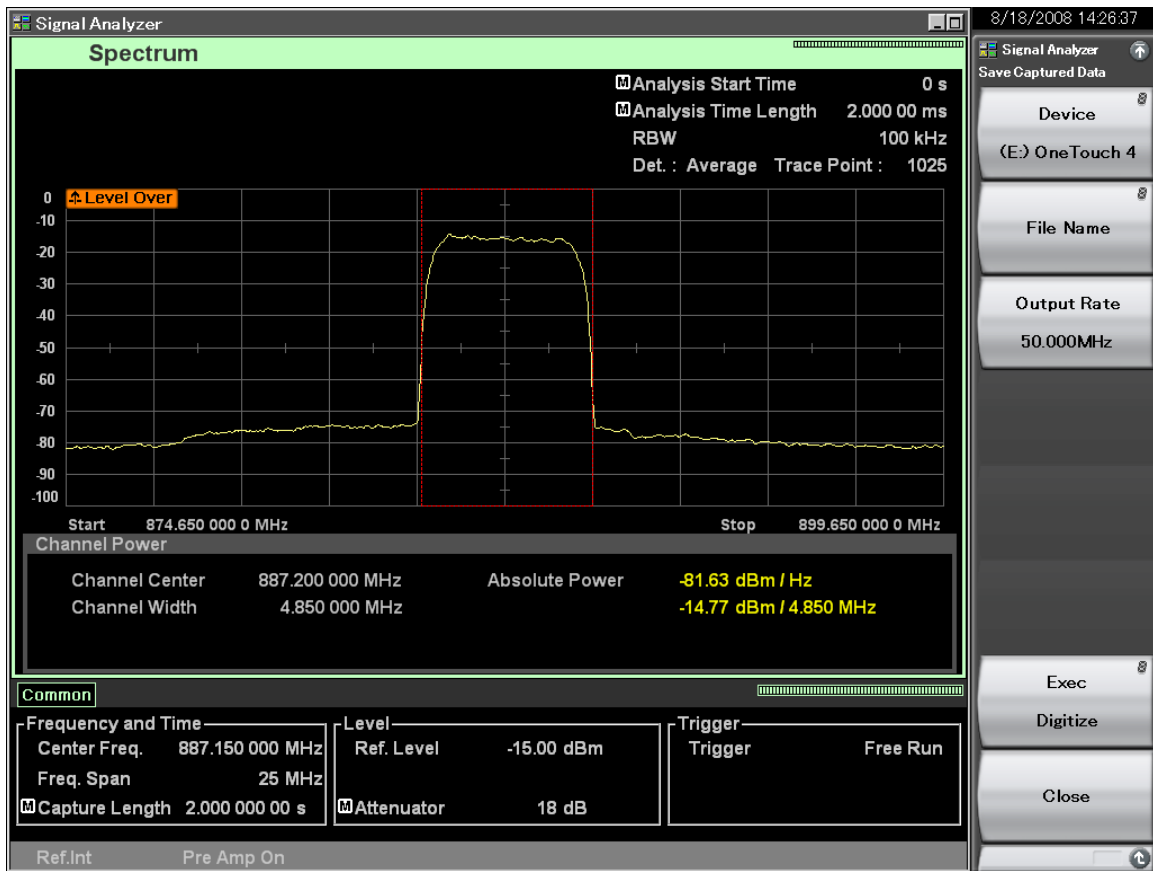 Signal Analyzer
8/18/2008 14:26:37
Spectrum
Signal Analyzer
Save Captured Data
M Analysis Start Time 0 s
M Analysis Time Length 2.000 00 ms
RBW 100 kHz
Det. : Average Trace Point : 1025
Device
(E:) OneTouch 4
File Name
Output Rate
50.000MHz
Level Over
0
-10
-20
-30
-40
-50
-60
-70
-80
-90
-100
Start 874.650 000 0 MHz Stop 899.650 000 0 MHz
Channel Power
Channel Center 887.200 000 MHz Absolute Power -81.63 dBm / Hz
Channel Width 4.850 000 MHz -14.77 dBm / 4.850 MHz
Common
Frequency and Time
Center Freq. 887.150 000 MHz
Freq. Span 25 MHz
M Capture Length 2.000 000 00 s
Level
Ref. Level -15.00 dBm
M Attenuator 18 dB
Trigger
Trigger Free Run
Exec
Digitize
Close
Ref.Int Pre Amp On